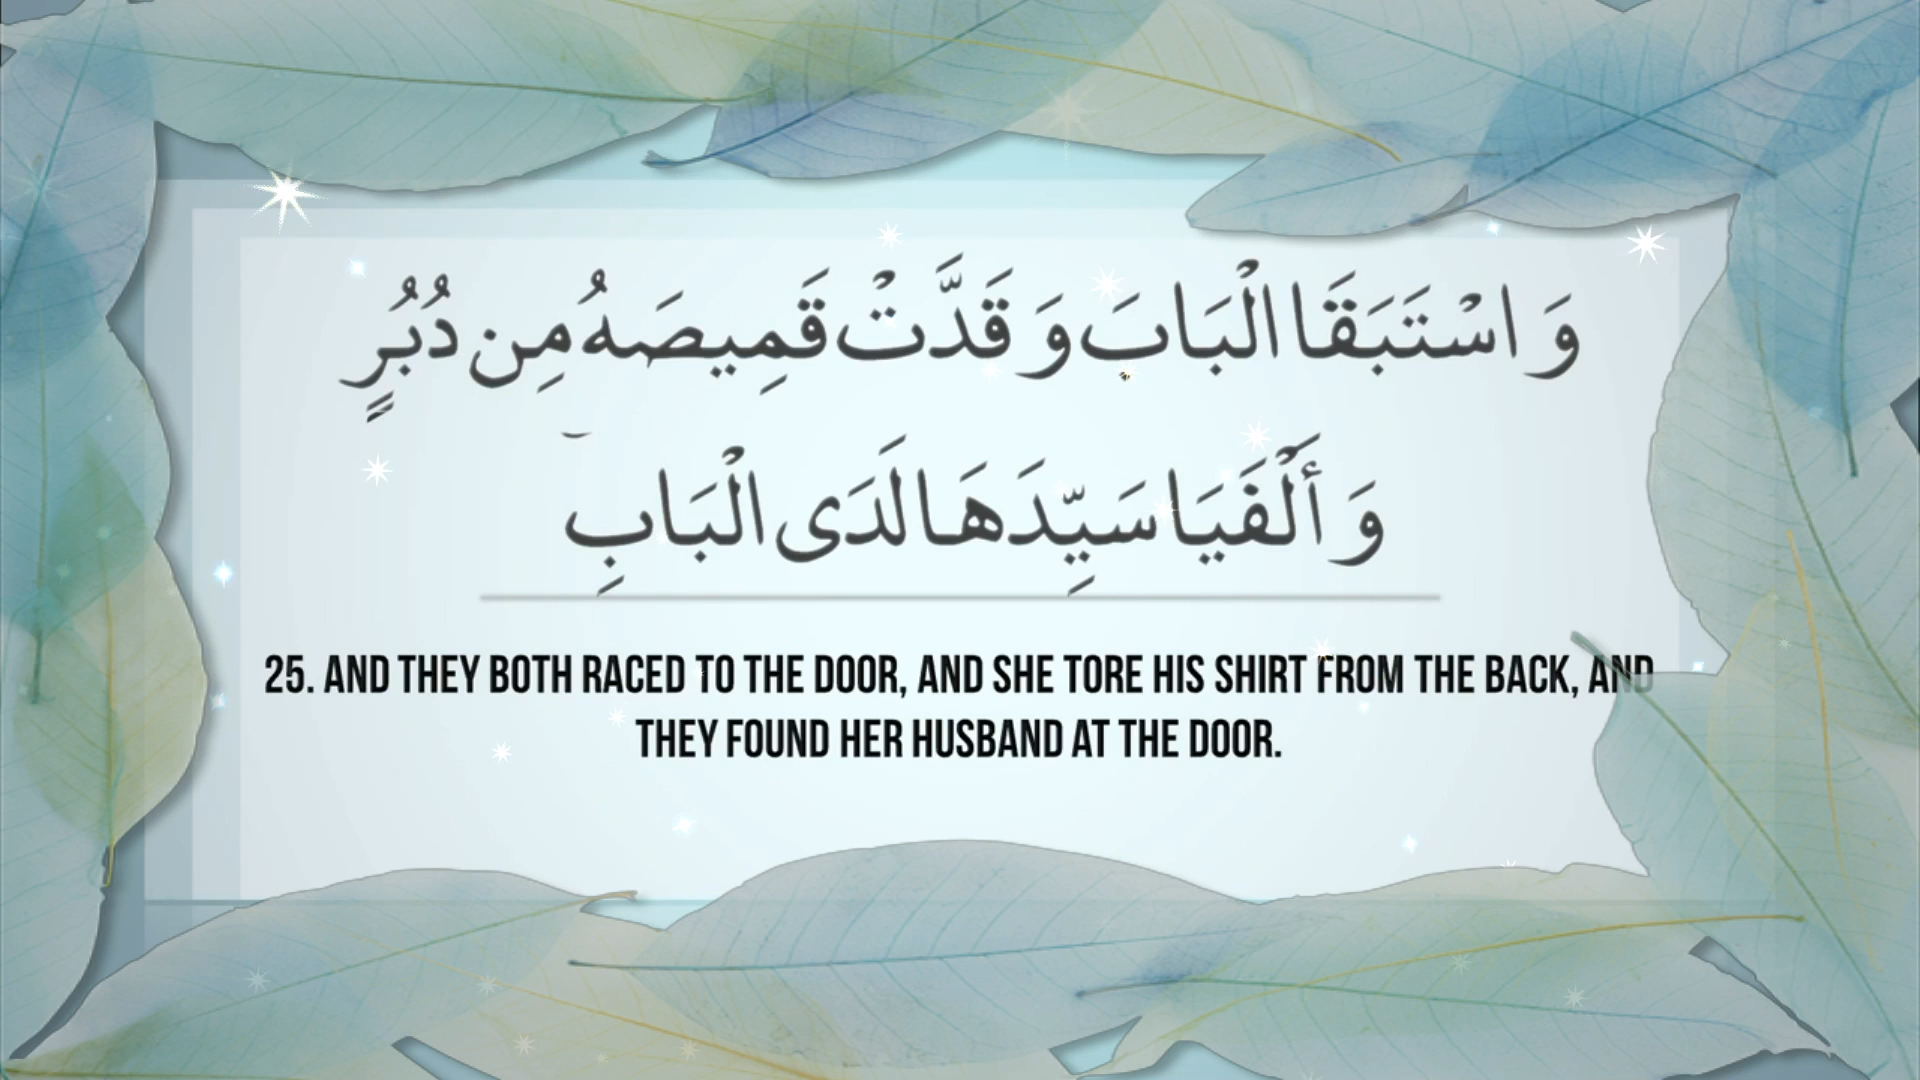 وَ اسْتَبَقَا الْبَابَ وَ قَدَّتْ قَمِيصَهُ مِن دُبُرٍ
وَ أَلْفَيَا سَيِّدَهَا لَدَى الْبَابِ
25. AND THEY BOTH RACED TO THE DOOR, AND SHE TORE HIS SHIRT FROM THE BACK, AND
THEY FOUND HER HUSBAND AT THE DOOR.